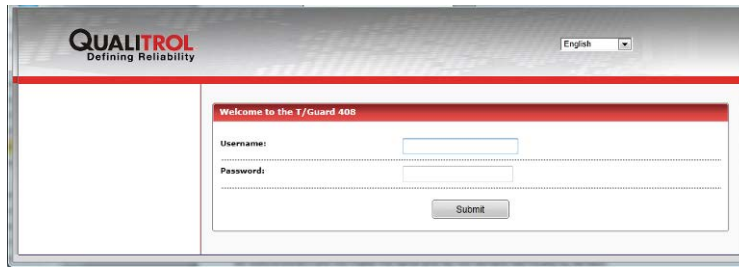 QUALITROL
Defining Reliability
English
Welcome to the T/Guard 408
Username:
Password:
Submit